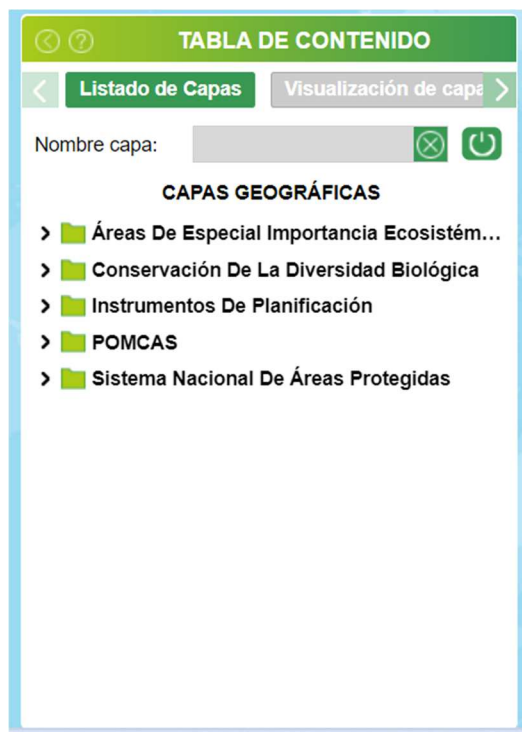 TABLA DE CONTENIDO
Listado de Capas Visualización de capa
Nombre capa:
CAPAS GEOGRÁFICAS
Áreas De Especial Importancia Ecosistém...
Conservación De La Diversidad Biológica
Instrumentos De Planificación
POMCAS
Sistema Nacional De Áreas Protegidas